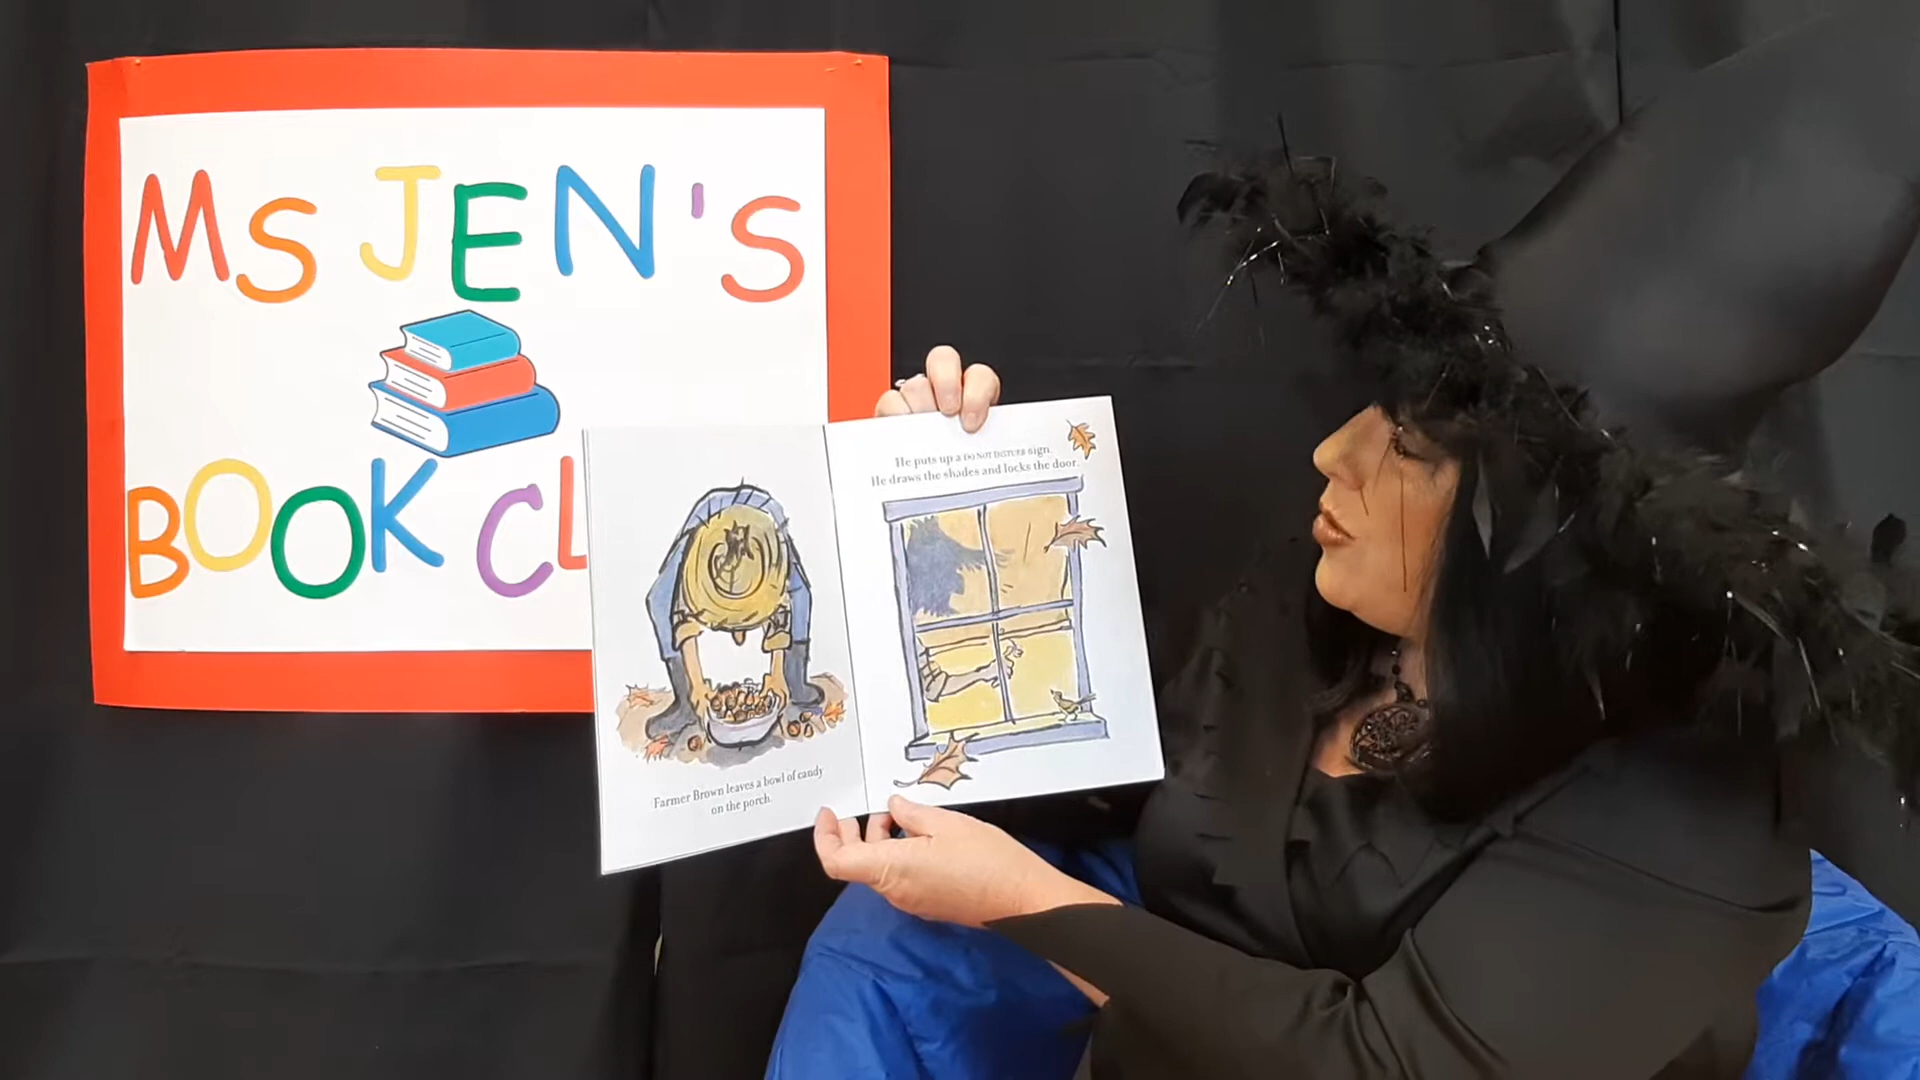 MS JEN'S
BOOK CL
Farmer Brown leaves a bowl of candy
on the porch.
He puts up a DO NOT DISTURB sign.
He draws the shades and locks the door.